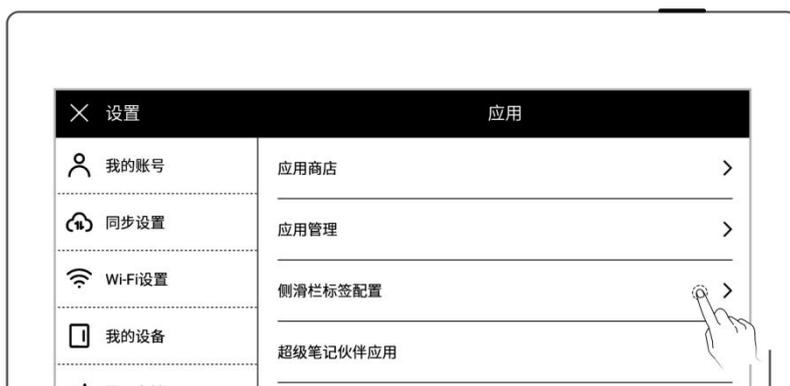 设置
应用
我的账号
同步设置
Wi-Fi设置
我的设备
应用商店
应用管理
侧滑栏标签配置
超级笔记伙伴应用